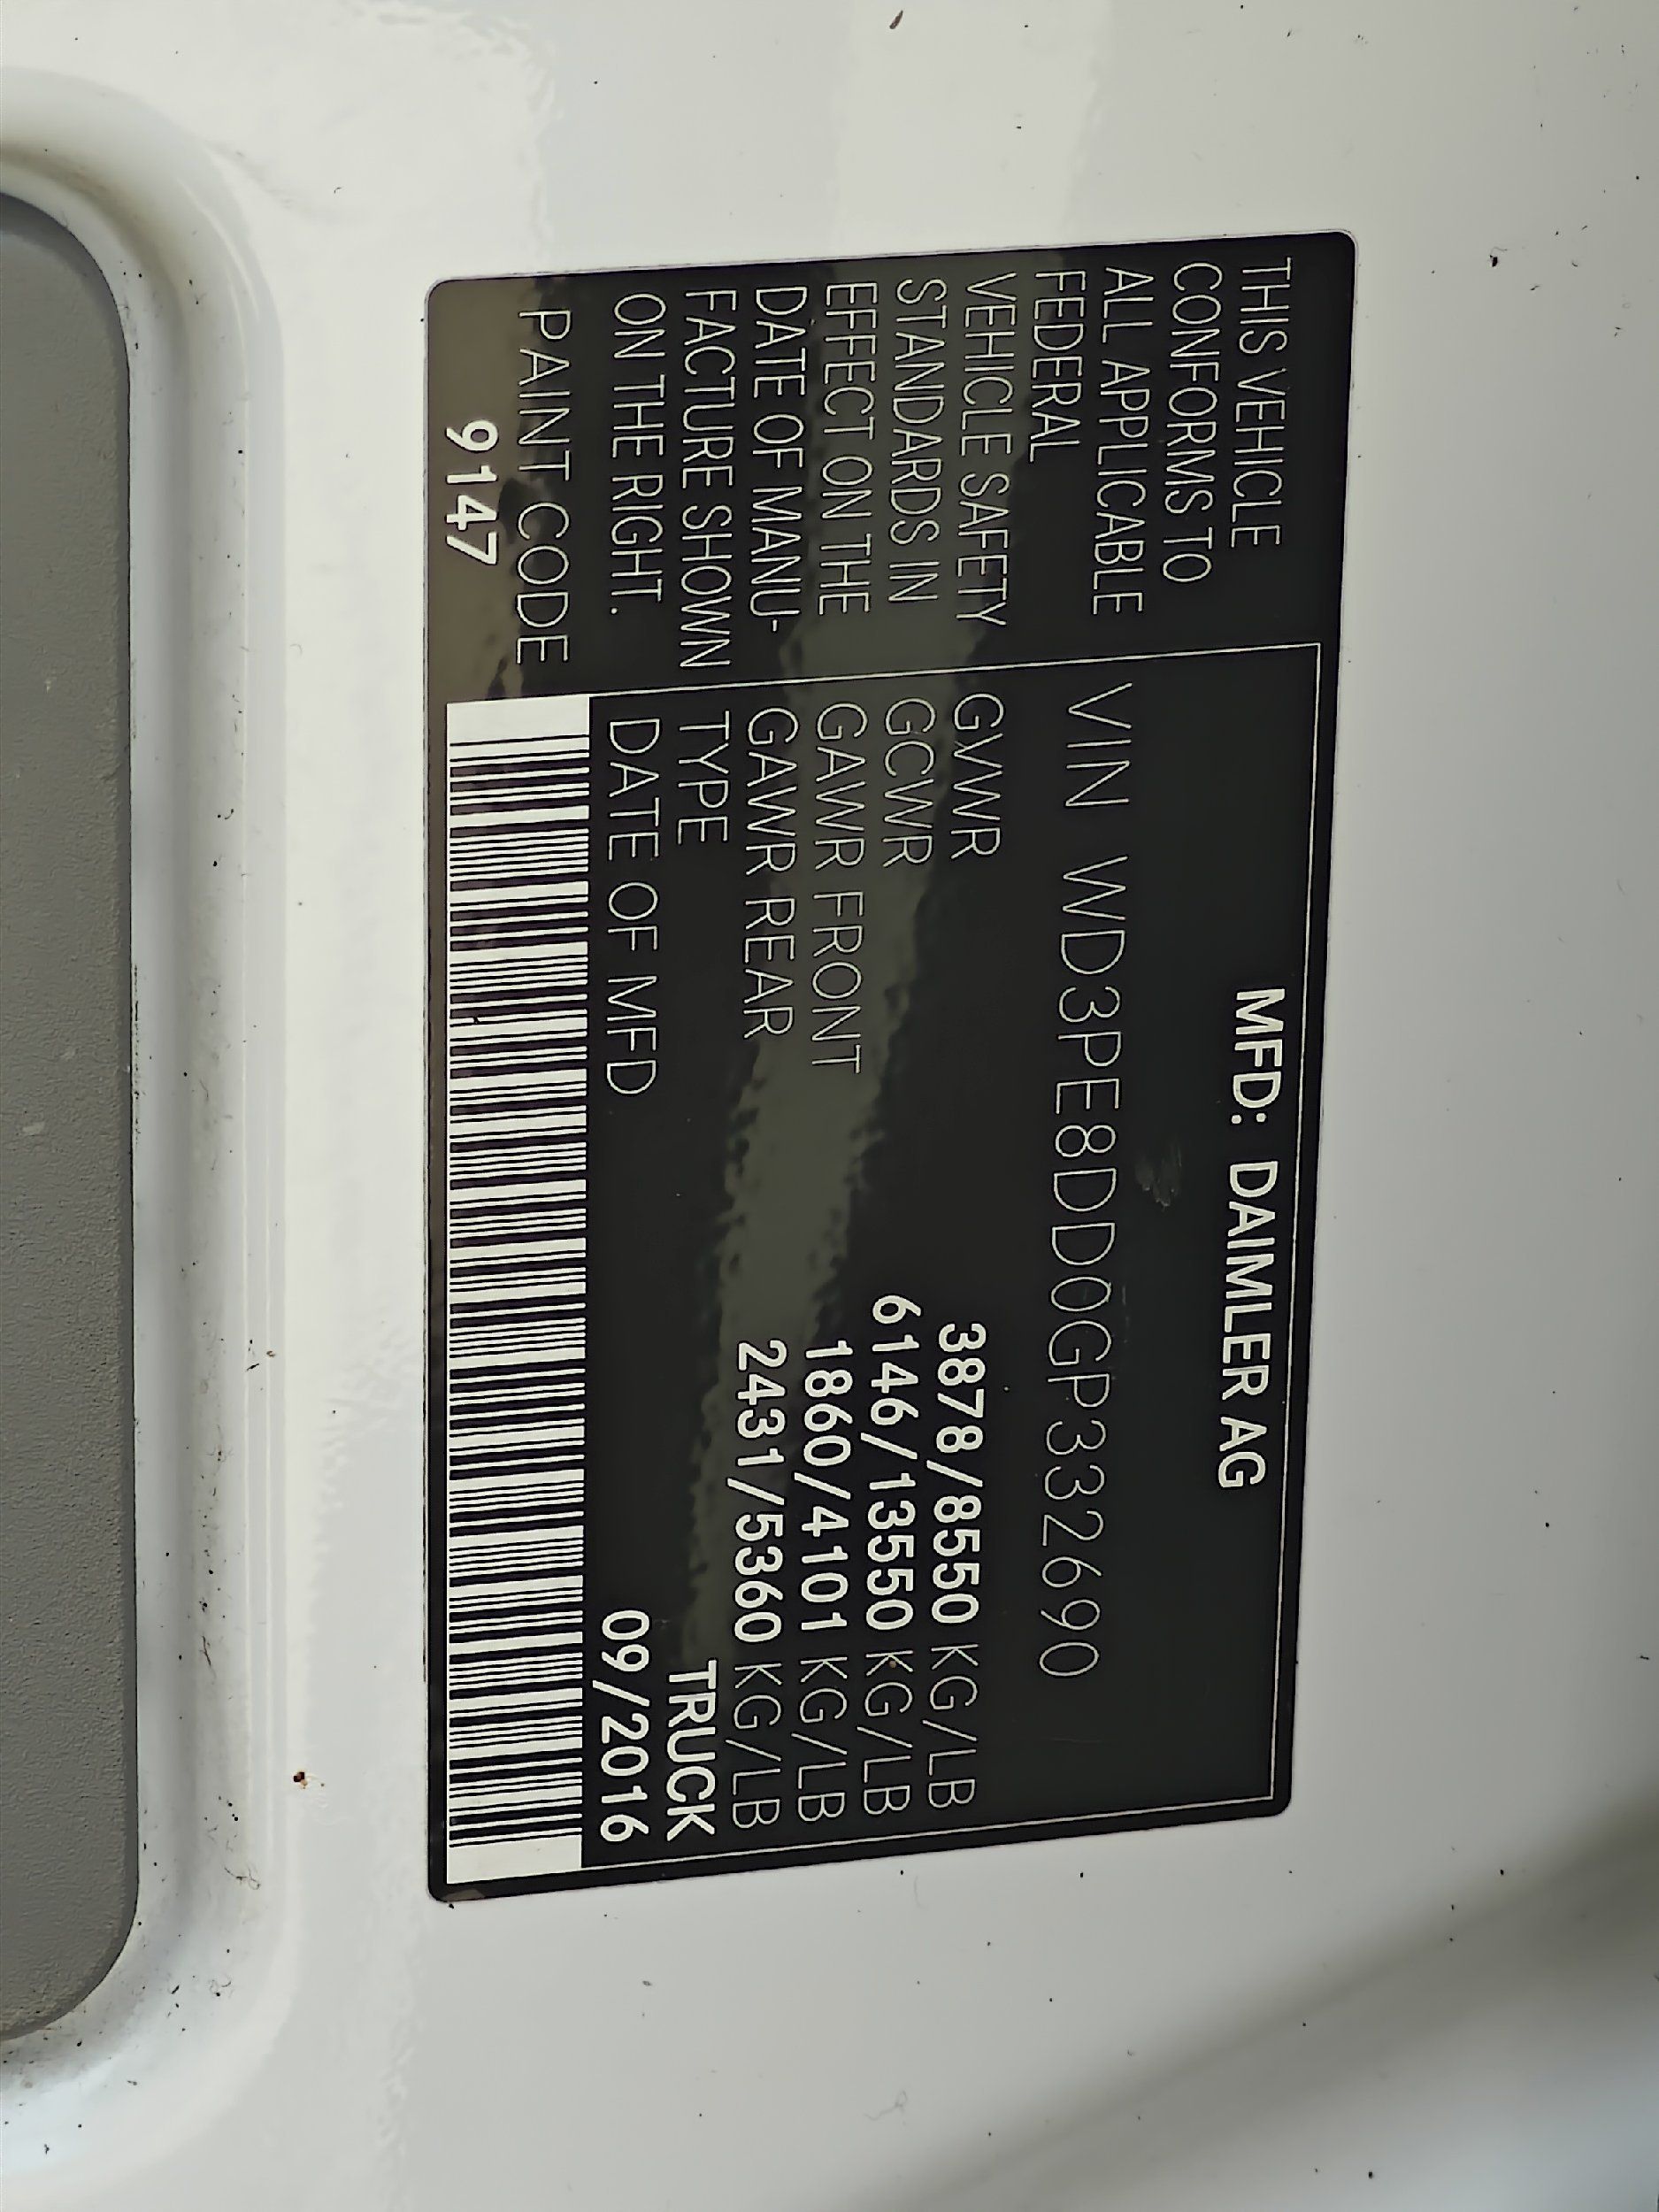 THIS VEHICLE
CONFORMS TO
ALL APPLICABLE
FEDERAL
VEHICLE SAFETY
STANDARDS IN
EFFECT ON THE
DATE OF MANU-
FACTURE SHOWN
ON THE RIGHT.
PAINT CODE
9147
MFD: DAIMLER AG
VIN WD3PE8DD0GP332690
GVWR 3878/8550 KG/LB
GCWR 6146/13550 KG/LB
GAWR FRONT 1860/4101 KG/LB
GAWR REAR 2431/5360 KG/LB
TYPE TRUCK
DATE OF MFD 09/2016